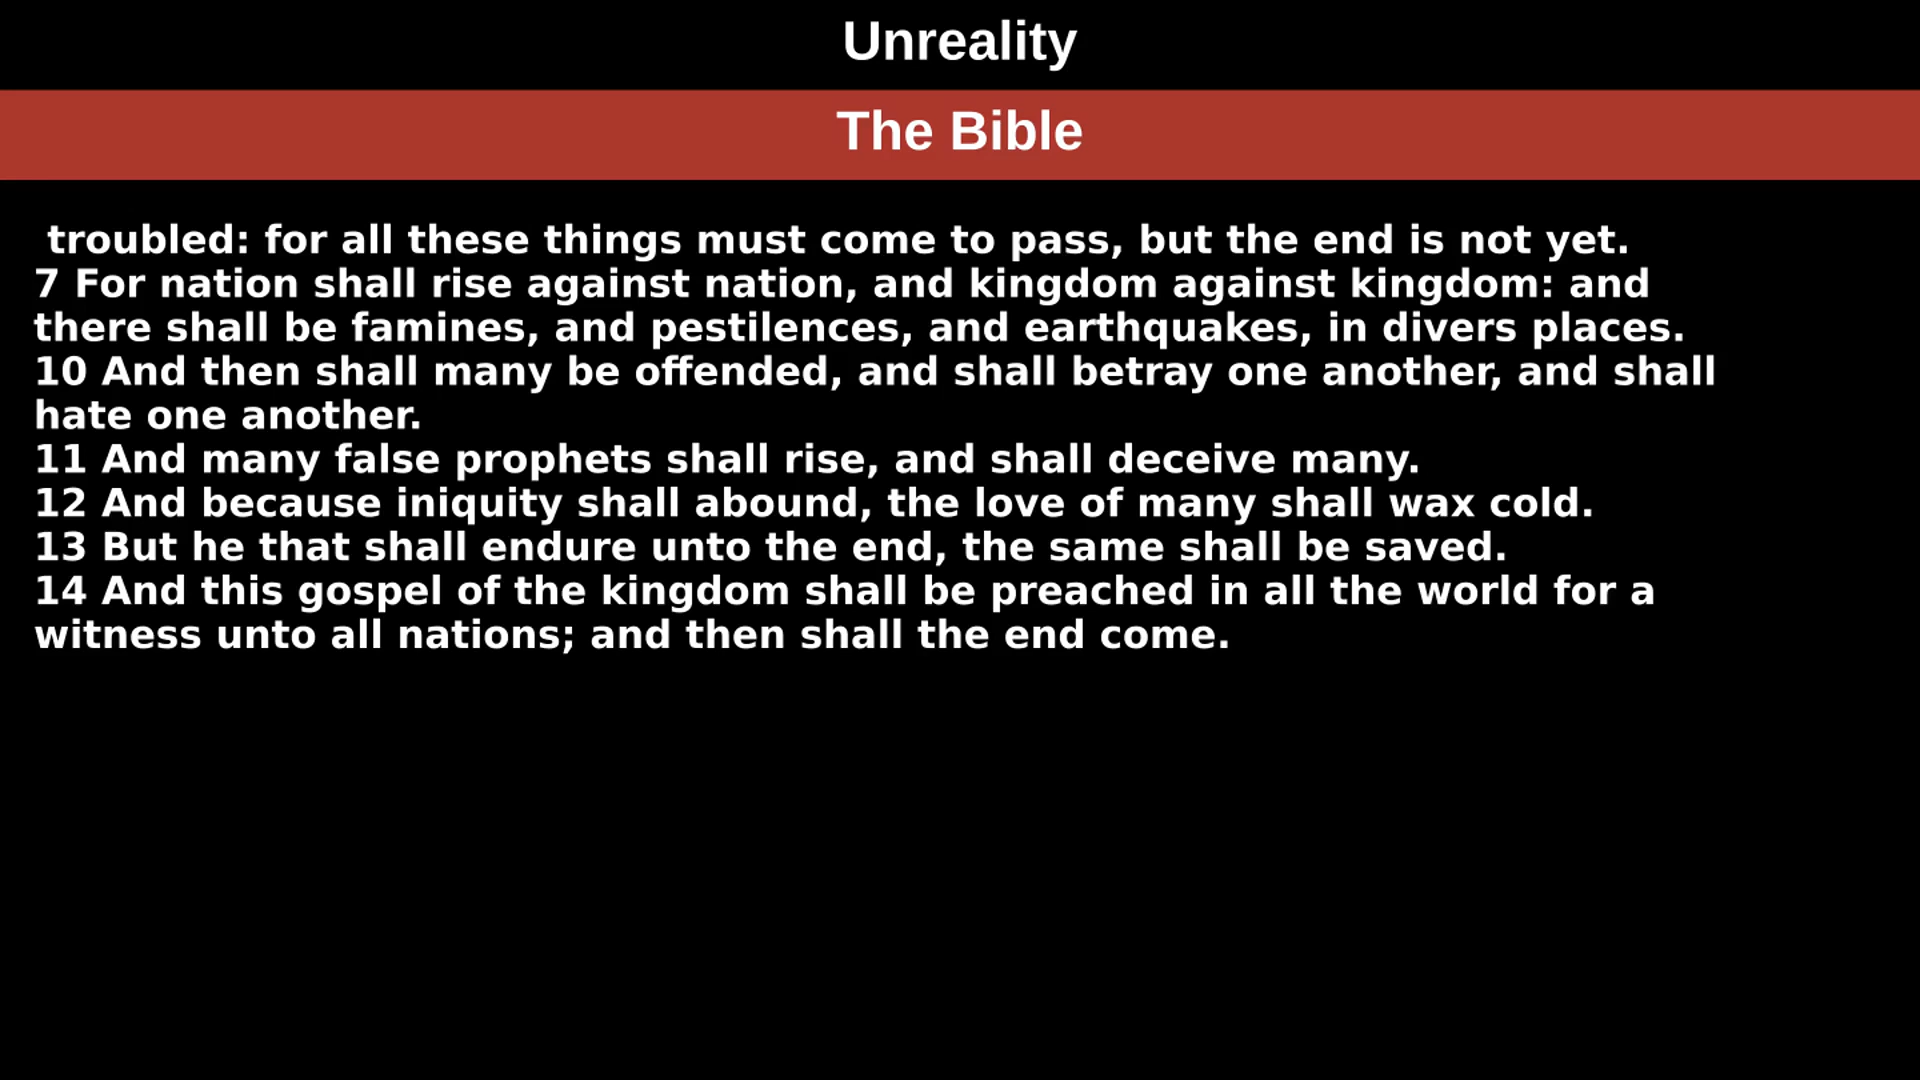 Unreality
The Bible
troubled: for all these things must come to pass, but the end is not yet.
7 For nation shall rise against nation, and kingdom against kingdom: and
there shall be famines, and pestilences, and earthquakes, in divers places.
10 And then shall many be offended, and shall betray one another, and shall
hate one another.
11 And many false prophets shall rise, and shall deceive many.
12 And because iniquity shall abound, the love of many shall wax cold.
13 But he that shall endure unto the end, the same shall be saved.
14 And this gospel of the kingdom shall be preached in all the world for a
witness unto all nations; and then shall the end come.